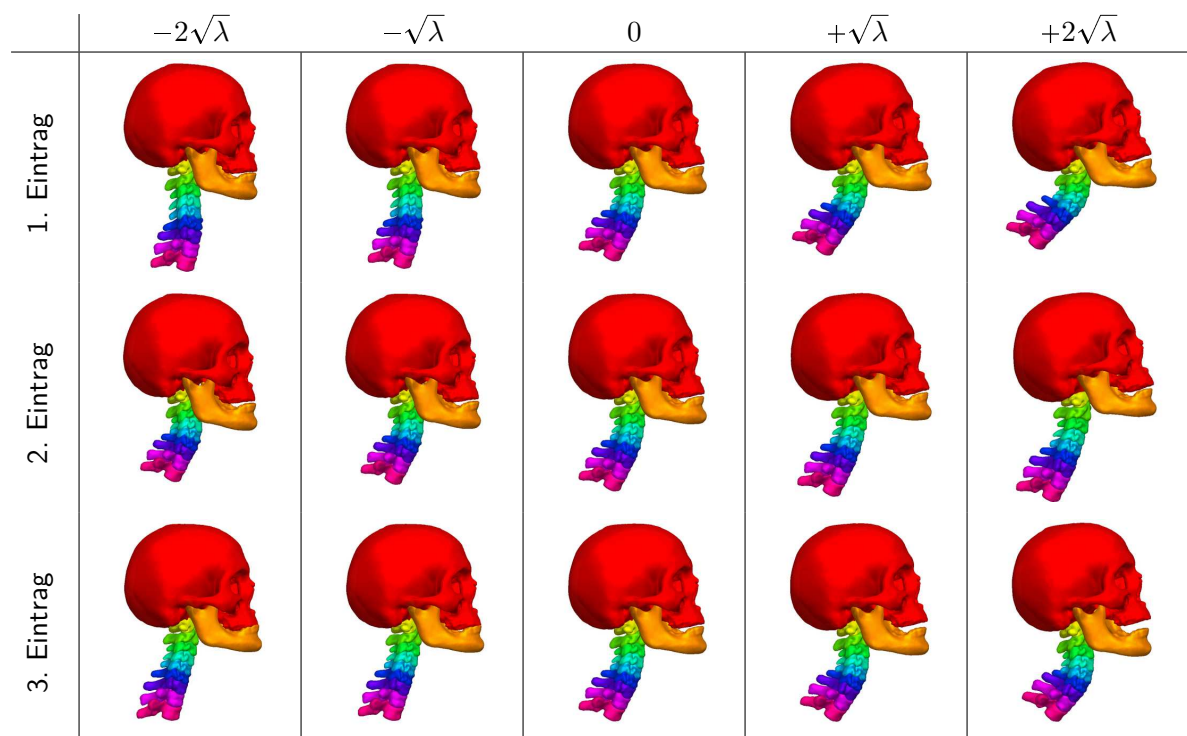 −2√λ −√λ 0 +√λ +2√λ
1. Eintrag
2. Eintrag
3. Eintrag